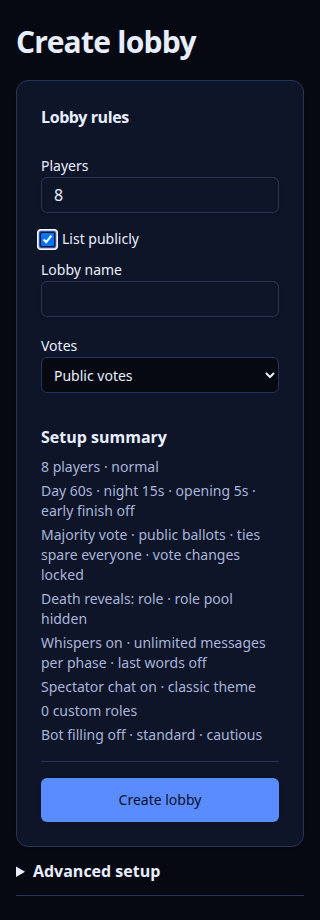 Create lobby
Lobby rules
Players
8
List publicly
Lobby name
Votes
Public votes
Setup summary
8 players · normal
Day 60s · night 15s · opening 5s ·
early finish off
Majority vote · public ballots · ties
spare everyone · vote changes
locked
Death reveals: role · role pool
hidden
Whispers on · unlimited messages
per phase · last words off
Spectator chat on · classic theme
0 custom roles
Bot filling off · standard · cautious
Create lobby
Advanced setup